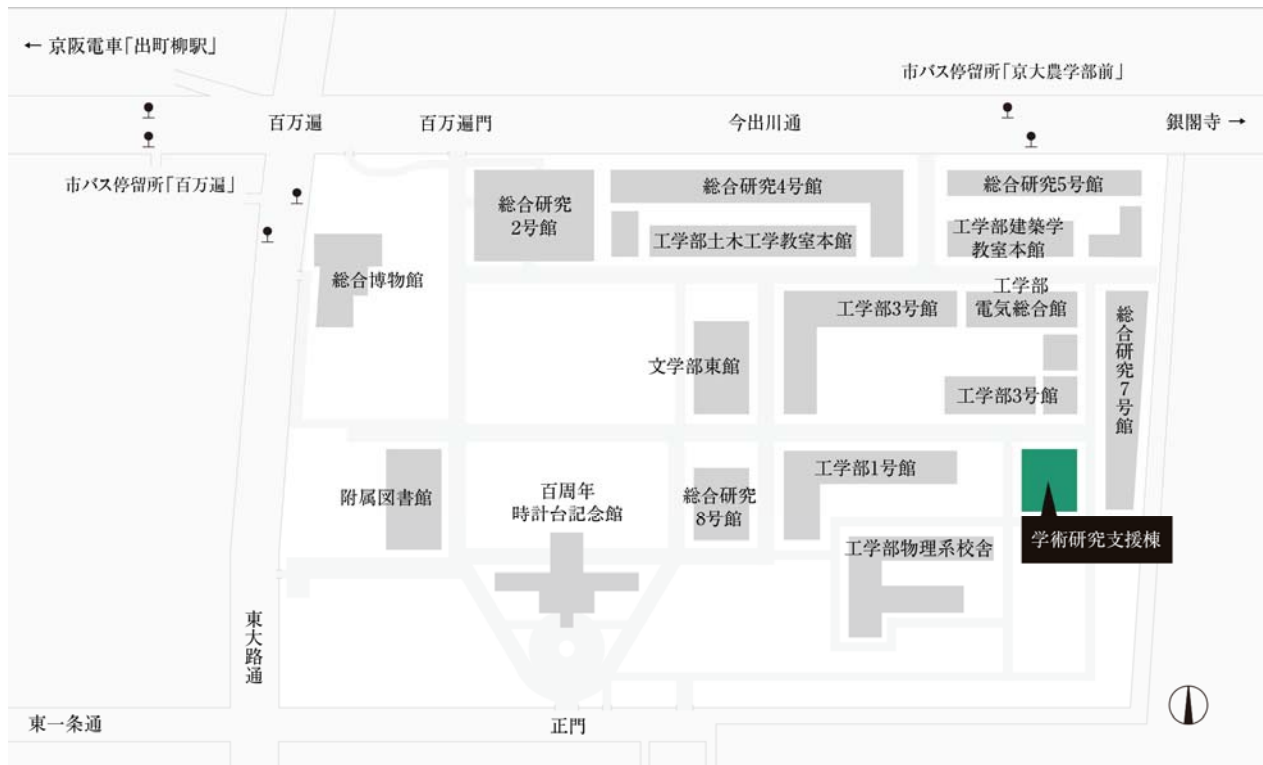 ← 京阪電車「出町柳駅」
市バス停留所「京大農学部前」
百万遍
百万遍門
今出川通
銀閣寺 →
市バス停留所「百万遍」
総合研究
2号館
総合研究4号館
総合研究5号館
工学部土木工学教室本館
工学部建築学
教室本館
総合博物館
工学部
電気総合館
工学部3号館
総合研究7号館
文学部東館
工学部3号館
附属図書館
百周年
時計台記念館
総合研究
8号館
工学部1号館
学術研究支援棟
工学部物理系校舎
東大路通
東一条通
正門